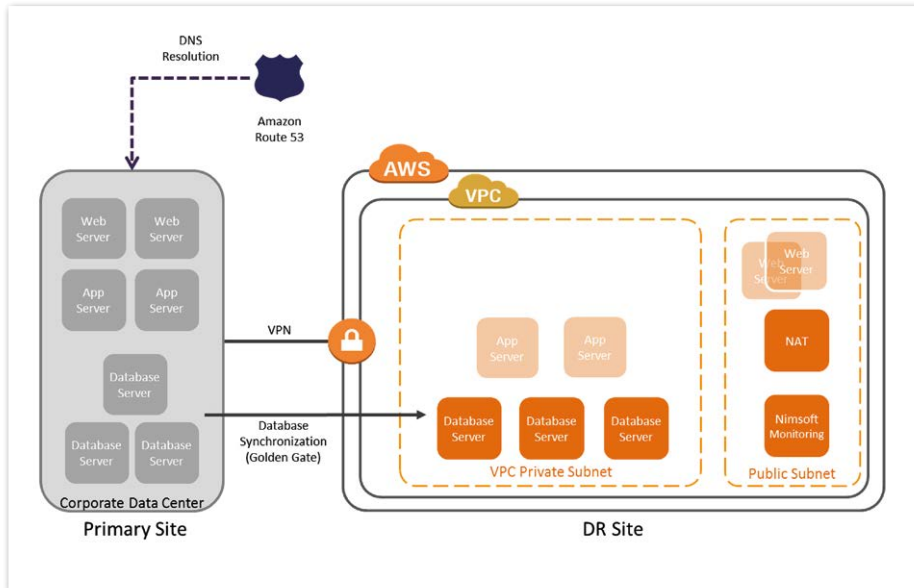 DNS
Resolution
Amazon
Route 53
AWS
VPC
Web
Server
Web
Server
App
Server
App
Server
Database
Server
Database
Server
Database
Server
Corporate Data Center
Primary Site
VPN
Database
Synchronization
(Golden Gate)
App
Server
App
Server
Database
Server
Database
Server
Database
Server
VPC Private Subnet
Web
Server
Web
Server
NAT
Nimsoft
Monitoring
Public Subnet
DR Site